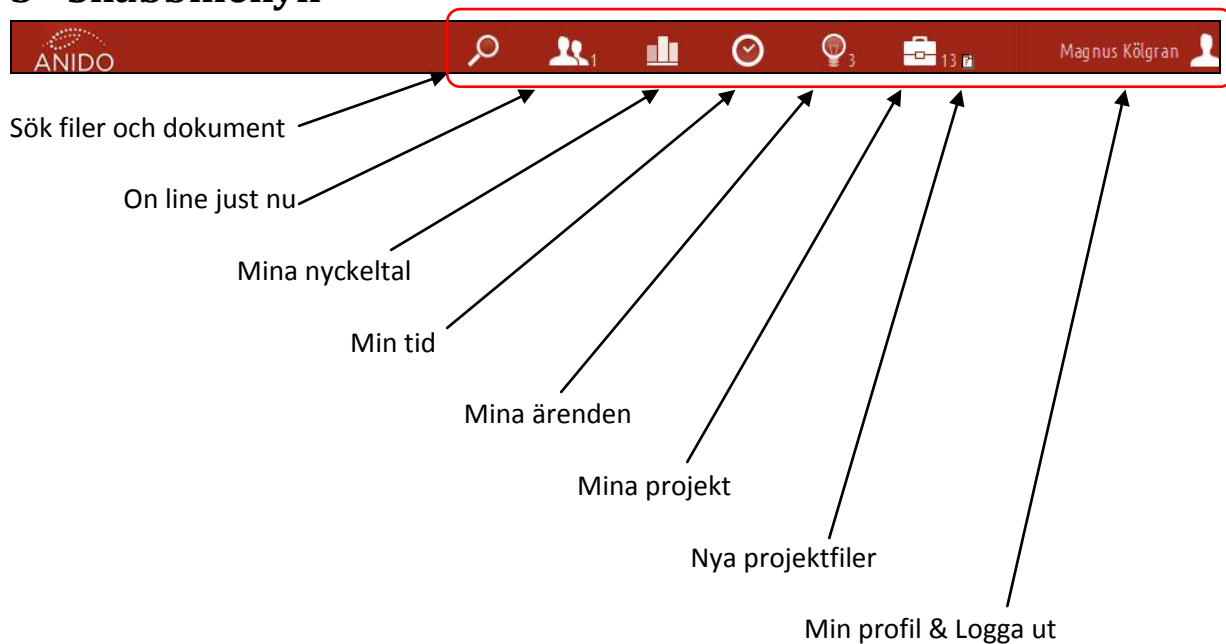 ANIDO
1
3
13
Magnus Kölgran
Sök filer och dokument
On line just nu
Mina nyckeltal
Min tid
Mina ärenden
Mina projekt
Nya projektfiler
Min profil & Logga ut